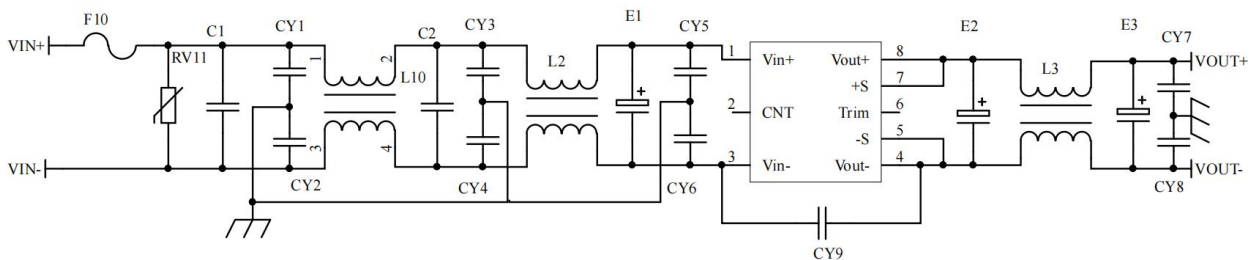 F10
C1
CY1
C2
CY3
E1
CY5
E2
E3
CY7
VIN+
RV11
1
2
L10
L2
1
Vin+
Vout+
8
L3
VOUT+
+S
7
2
CNT
Trim
6
-S
5
3
4
3
Vin-
Vout-
4
VIN-
CY2
CY4
CY6
CY8
VOUT-
CY9
+
+
+